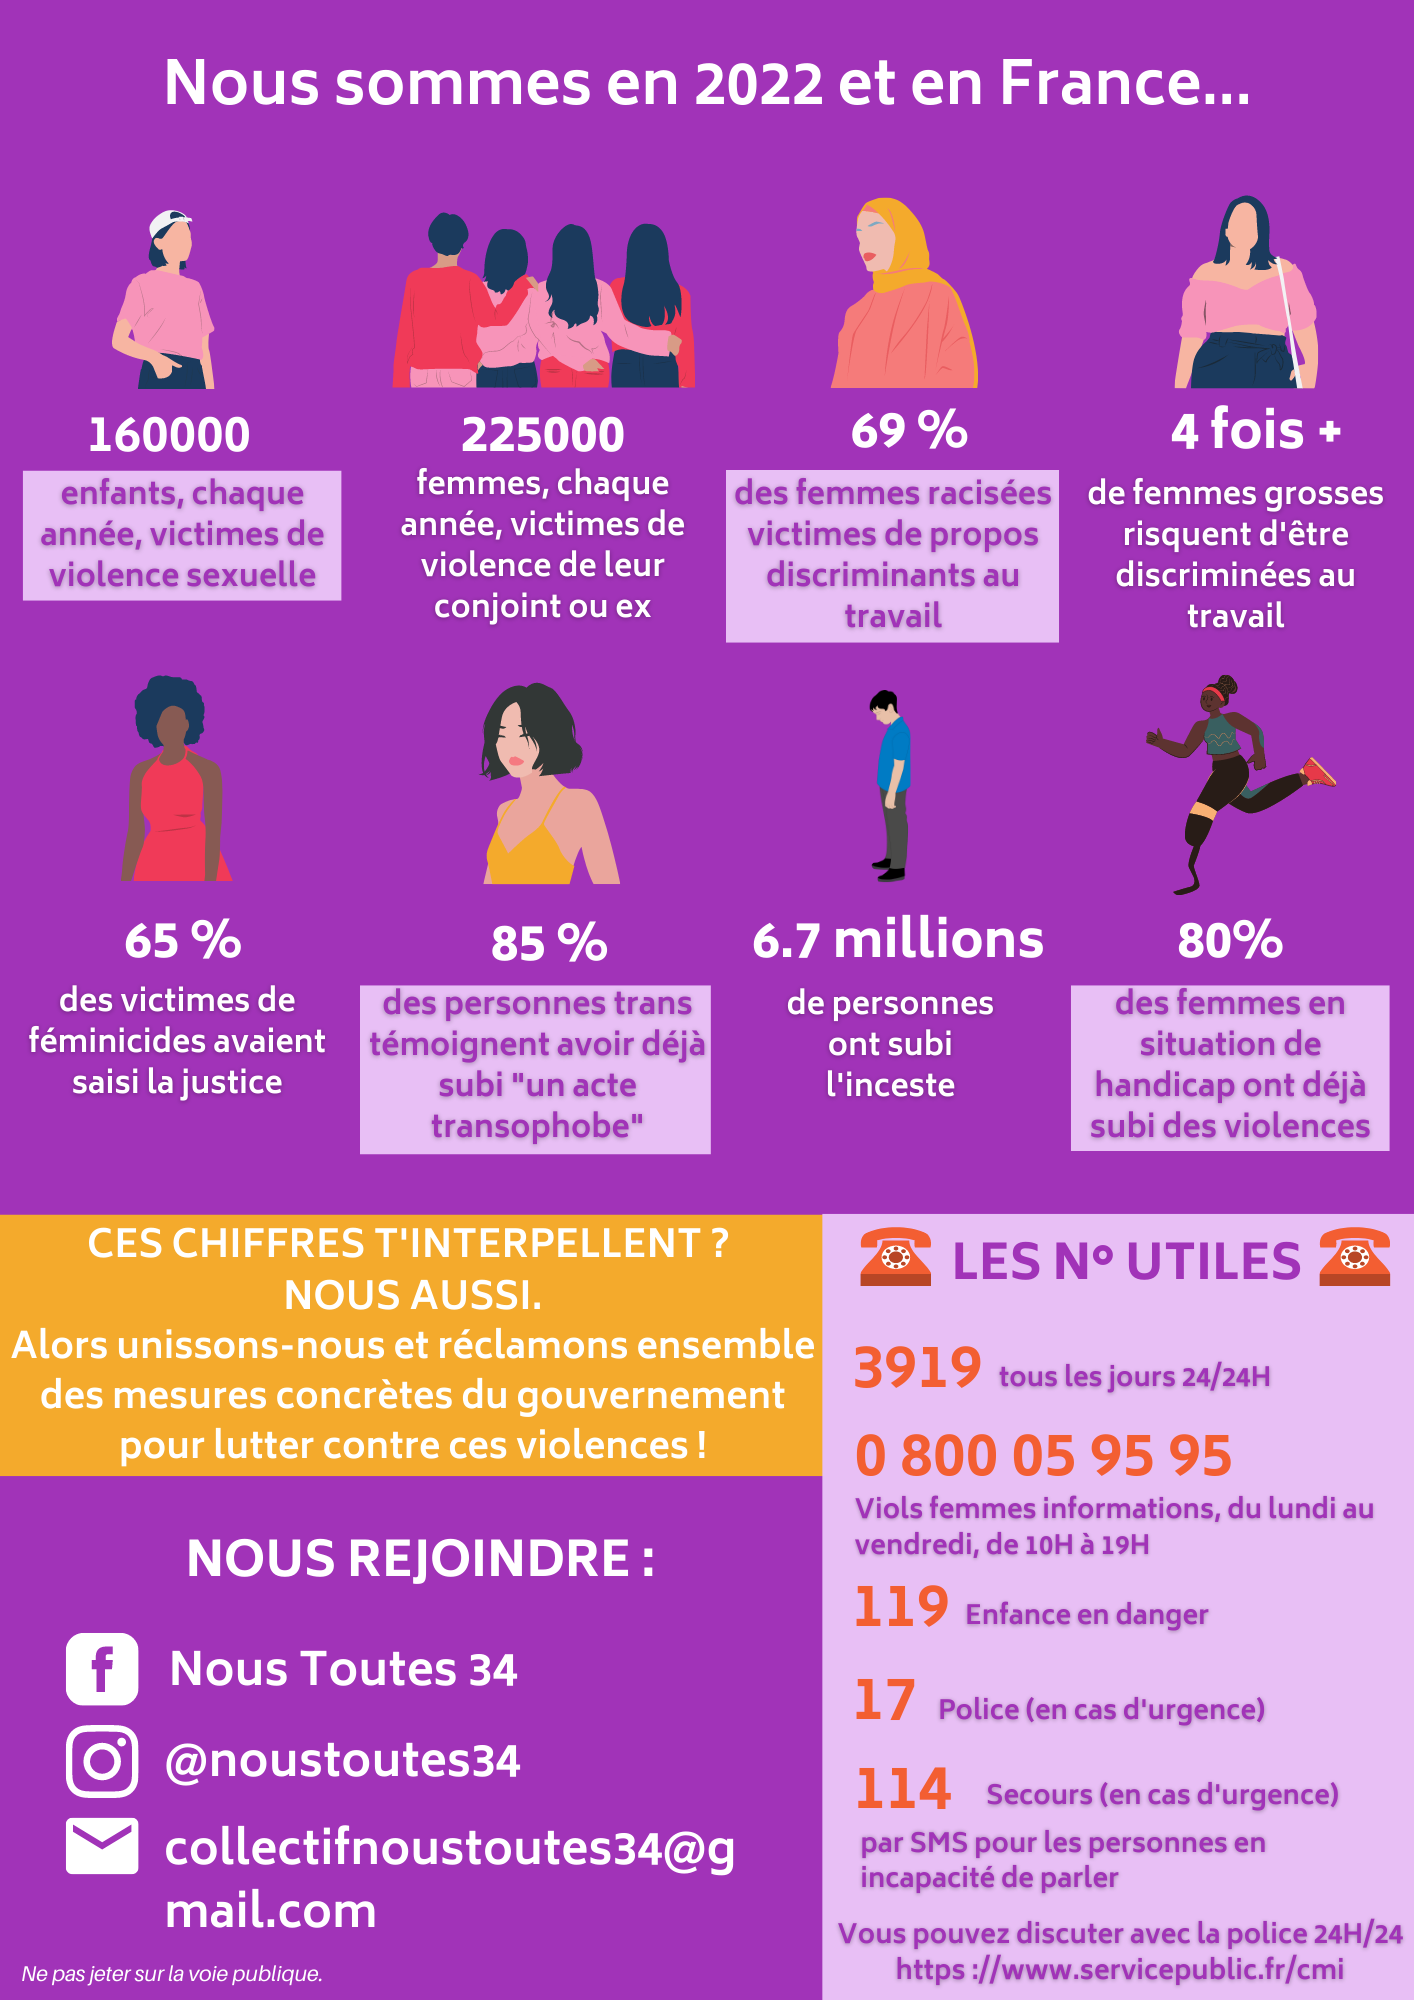 Nous sommes en 2022 et en France...
160000
enfants, chaque
année, victimes de
violence sexuelle
225000
femmes, chaque
année, victimes de
violence de leur
conjoint ou ex
69 %
des femmes racisées
victimes de propos
discriminants au
travail
4 fois +
de femmes grosses
risquent d'être
discriminées au
travail
65 %
des victimes de
féminicides avaient
saisi la justice
85 %
des personnes trans
témoignent avoir déjà
subi "un acte
transophobe"
6.7 millions
de personnes
ont subi
l'inceste
80%
des femmes en
situation de
handicap ont déjà
subi des violences
CES CHIFFRES T'INTERPELLENT ?
NOUS AUSSI.
Alors unissons-nous et réclamons ensemble
des mesures concrètes du gouvernement
pour lutter contre ces violences !
NOUS REJOINDRE :
Nous Toutes 34
@noustoutes34
collectifnoustoutes34@g
mail.com
Ne pas jeter sur la voie publique.
LES Nº UTILES
3919 tous les jours 24/24H
0 800 05 95 95
Viols femmes informations, du lundi au
vendredi, de 10H à 19H
119 Enfance en danger
17 Police (en cas d'urgence)
114 Secours (en cas d'urgence)
par SMS pour les personnes en
incapacité de parler
Vous pouvez discuter avec la police 24H/24
https ://www.servicepublic.fr/cmi